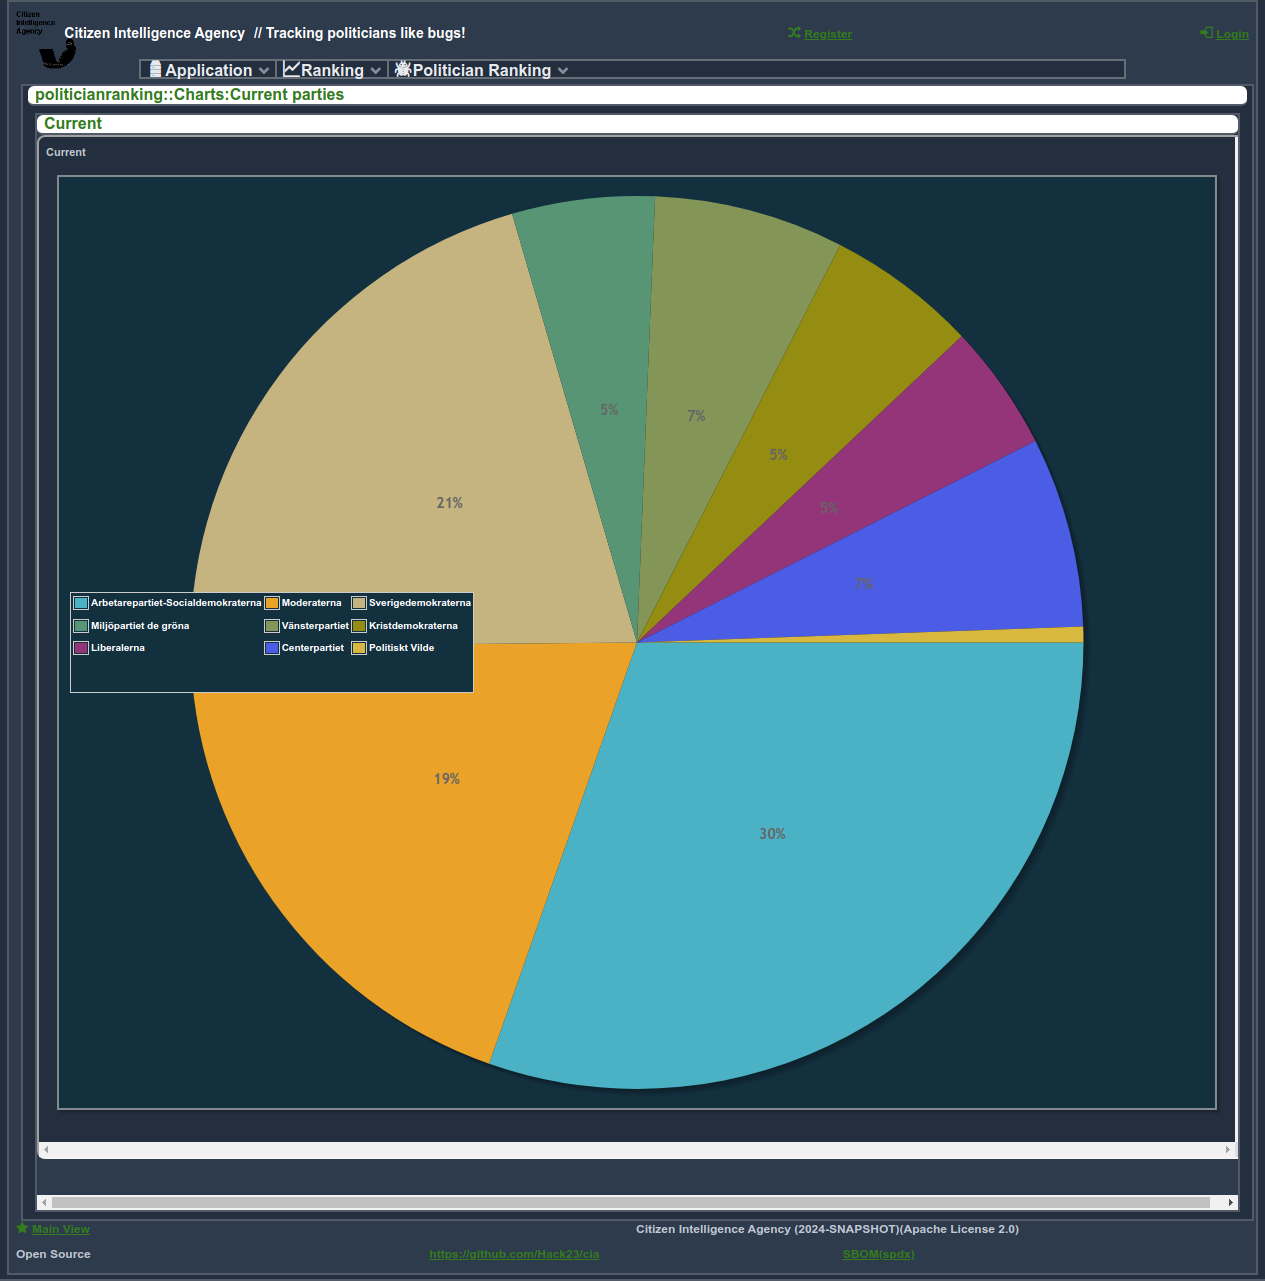 Citizen
Intelligence
Agency
Citizen Intelligence Agency // Tracking politicians like bugs!
Register
Login
Application
Ranking
Politician Ranking
politicianranking::Charts:Current parties
Current
Current
5%
7%
5%
21%
5%
7%
Arbetarepartiet-Socialdemokraterna Moderaterna Sverigedemokraterna
Miljöpartiet de gröna Vänsterpartiet Kristdemokraterna
Liberalerna Centerpartiet Politiskt Vilde
19%
30%
Main View
Citizen Intelligence Agency (2024-SNAPSHOT)(Apache License 2.0)
Open Source
https://github.com/Hack23/cia
SBOM(spdx)